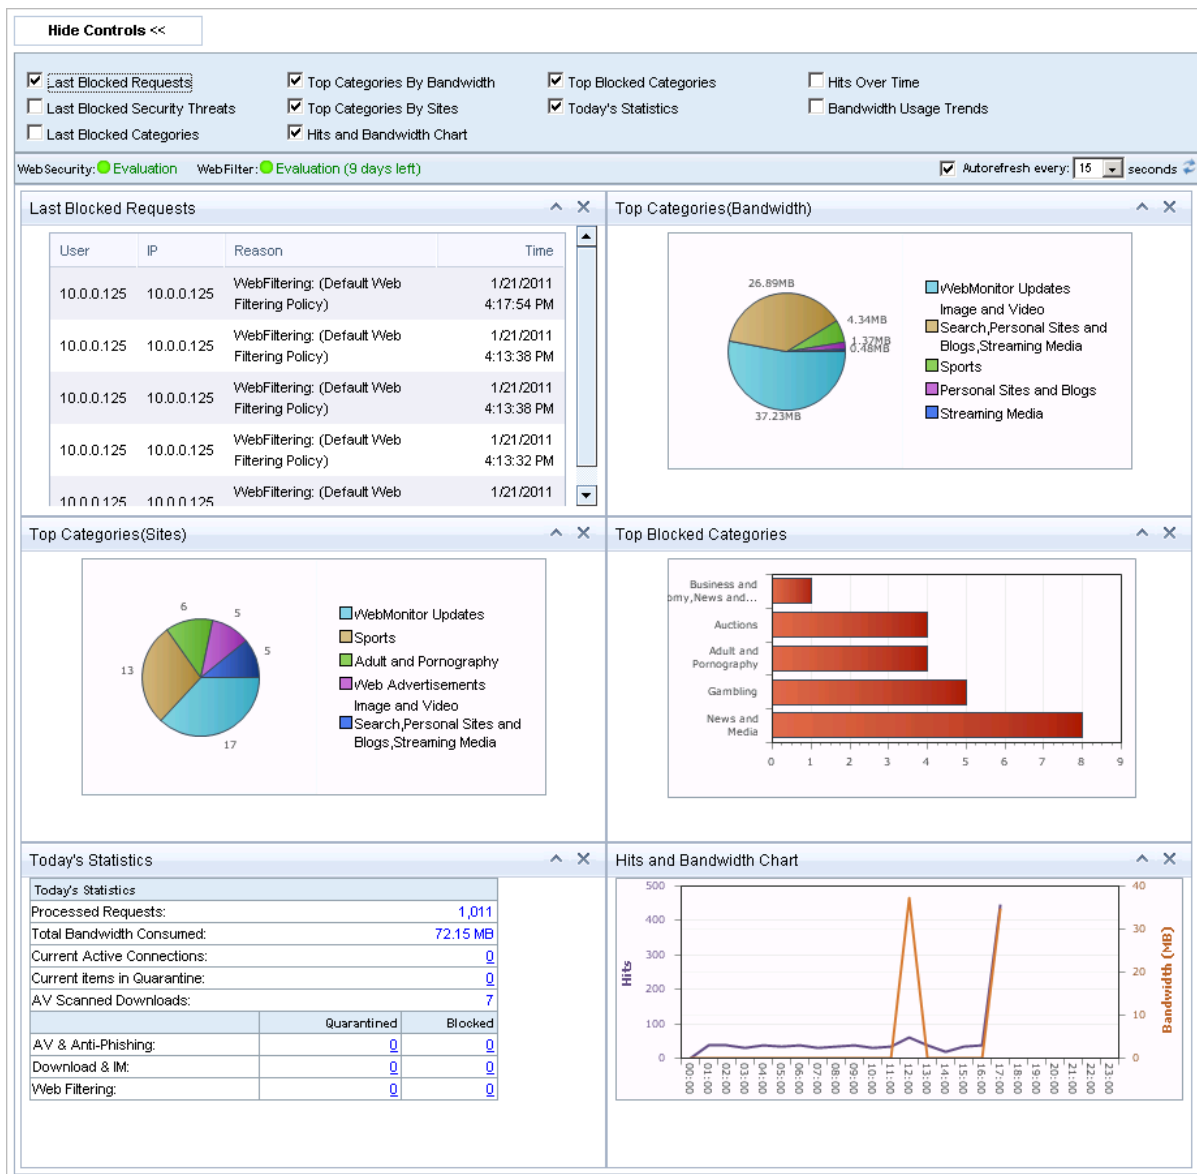 Hide Controls <<
Last Blocked Requests
Top Categories By Bandwidth
Top Blocked Categories
Hits Over Time
Last Blocked Security Threats
Top Categories By Sites
Today's Statistics
Bandwidth Usage Trends
Last Blocked Categories
Hits and Bandwidth Chart
WebSecurity: Evaluation WebFilter: Evaluation (9 days left)
Autorefresh every: 15 seconds
Last Blocked Requests
User IP Reason Time
10.0.0.125 10.0.0.125 WebFiltering: (Default Web Filtering Policy) 1/21/2011 4:17:54 PM
10.0.0.125 10.0.0.125 WebFiltering: (Default Web Filtering Policy) 1/21/2011 4:13:38 PM
10.0.0.125 10.0.0.125 WebFiltering: (Default Web Filtering Policy) 1/21/2011 4:13:38 PM
10.0.0.125 10.0.0.125 WebFiltering: (Default Web Filtering Policy) 1/21/2011 4:13:32 PM
10.0.0.125 10.0.0.125 WebFiltering: (Default Web 1/21/2011
Top Categories(Bandwidth)
26.89MB
4.34MB
1.37MB
0.48MB
37.23MB
WebMonitor Updates
Image and Video
Search,Personal Sites and
Blogs,Streaming Media
Sports
Personal Sites and Blogs
Streaming Media
Top Categories(Sites)
6
5
5
13
17
WebMonitor Updates
Sports
Adult and Pornography
Web Advertisements
Image and Video
Search,Personal Sites and
Blogs,Streaming Media
Top Blocked Categories
Business and
omy,News and...
Auctions
Adult and
Pornography
Gambling
News and
Media
0 1 2 3 4 5 6 7 8 9
Today's Statistics
Today's Statistics
Processed Requests: 1,011
Total Bandwidth Consumed: 72.15 MB
Current Active Connections: 0
Current items in Quarantine: 0
AV Scanned Downloads: 7
Quarantined Blocked
AV & Anti-Phishing: 0 0
Download & IM: 0 0
Web Filtering: 0 0
Hits and Bandwidth Chart
500
400
300
200
100
0
Hits
40
30
20
10
0
Bandwidth (MB)
00:00 01:00 02:00 03:00 04:00 05:00 06:00 07:00 08:00 09:00 10:00 11:00 12:00 13:00 14:00 15:00 16:00 17:00 18:00 19:00 20:00 21:00 22:00 23:00